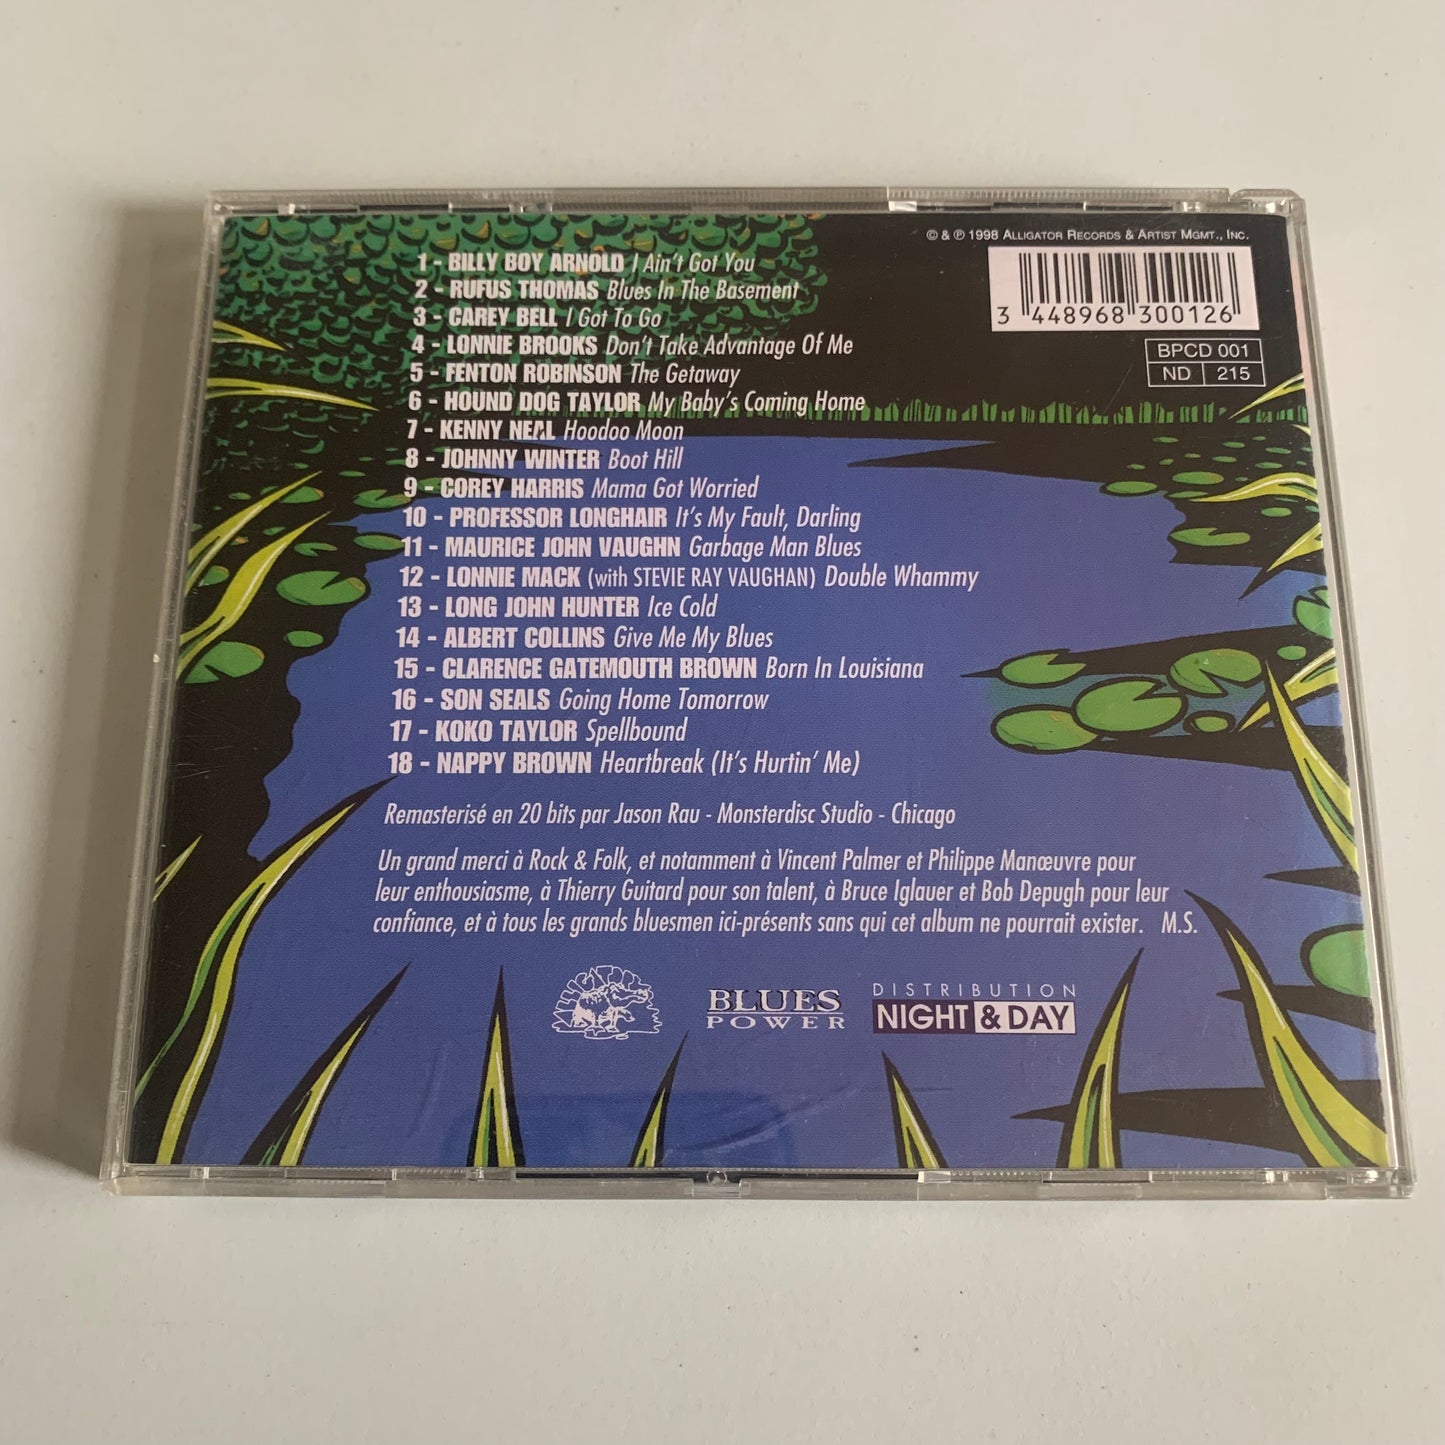 © & ℗ 1998 ALLIGATOR RECORDS & ARTIST MGMT., INC.
3 448968 300126
BPCD 001
ND 215
1 - BILLY BOY ARNOLD I Ain't Got You
2 - RUFUS THOMAS Blues In The Basement
3 - CAREY BELL I Got To Go
4 - LONNIE BROOKS Don't Take Advantage Of Me
5 - FENTON ROBINSON The Getaway
6 - HOUND DOG TAYLOR My Baby's Coming Home
7 - KENNY NEAL Hoodoo Moon
8 - JOHNNY WINTER Boot Hill
9 - COREY HARRIS Mama Got Worried
10 - PROFESSOR LONGHAIR It's My Fault, Darling
11 - MAURICE JOHN VAUGHN Garbage Man Blues
12 - LONNIE MACK (with STEVIE RAY VAUGHAN) Double Whammy
13 - LONG JOHN HUNTER Ice Cold
14 - ALBERT COLLINS Give Me My Blues
15 - CLARENCE GATEMOUTH BROWN Born In Louisiana
16 - SON SEALS Going Home Tomorrow
17 - KOKO TAYLOR Spellbound
18 - NAPPY BROWN Heartbreak (It's Hurtin' Me)
Remasterisé en 20 bits par Jason Rau - Monsterdisc Studio - Chicago
Un grand merci à Rock & Folk, et notamment à Vincent Palmer et Philippe Manœuvre pour
leur enthousiasme, à Thierry Guitard pour son talent, à Bruce Iglauer et Bob Depugh pour leur
confiance, et à tous les grands bluesmen ici-présents sans qui cet album ne pourrait exister. M.S.
ALLIGATOR
BLUES
POWER
DISTRIBUTION
NIGHT & DAY